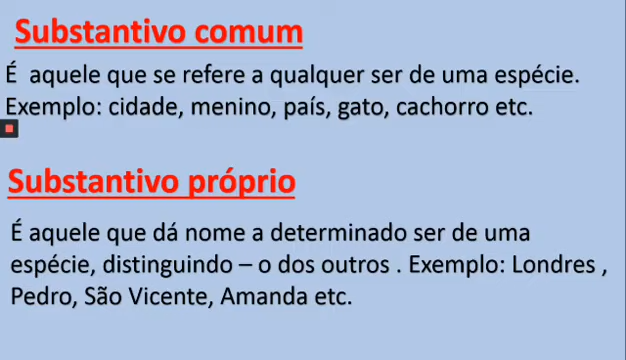 Substantivo comum
É aquele que se refere a qualquer ser de uma espécie.
Exemplo: cidade, menino, país, gato, cachorro etc.
Substantivo próprio
É aquele que dá nome a determinado ser de uma
espécie, distinguindo – o dos outros . Exemplo: Londres ,
Pedro, São Vicente, Amanda etc.